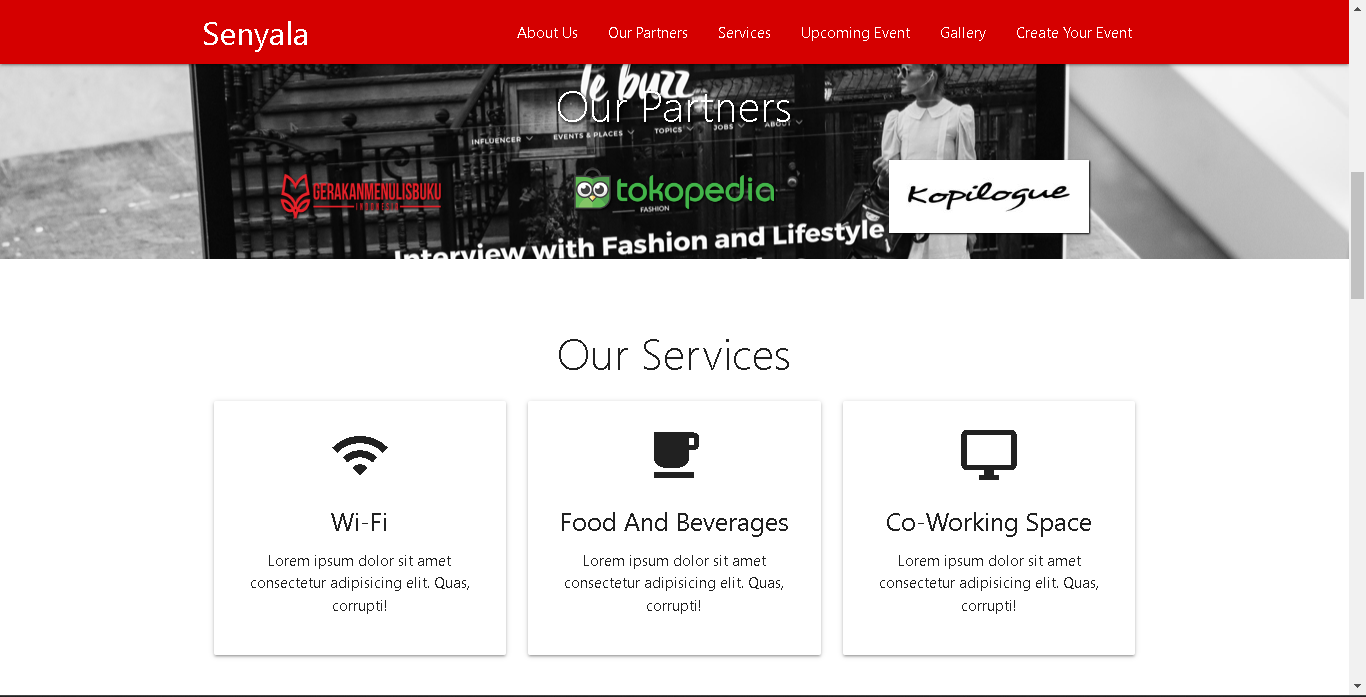 Senyala
About Us Our Partners Services Upcoming Event Gallery Create Your Event
le buzz
Our Partners
INFLUENCER EVENTS & PLACES TOPICS JOBS ABOUT
GERAKANMENULISBUKU
INDONESIA
tokopedia
Kopilogue
FASHION
Interview with Fashion and Lifestyle
Our Services
Wi-Fi
Lorem ipsum dolor sit amet
consectetur adipisicing elit. Quas,
corrupti!
Food And Beverages
Lorem ipsum dolor sit amet
consectetur adipisicing elit. Quas,
corrupti!
Co-Working Space
Lorem ipsum dolor sit amet
consectetur adipisicing elit. Quas,
corrupti!